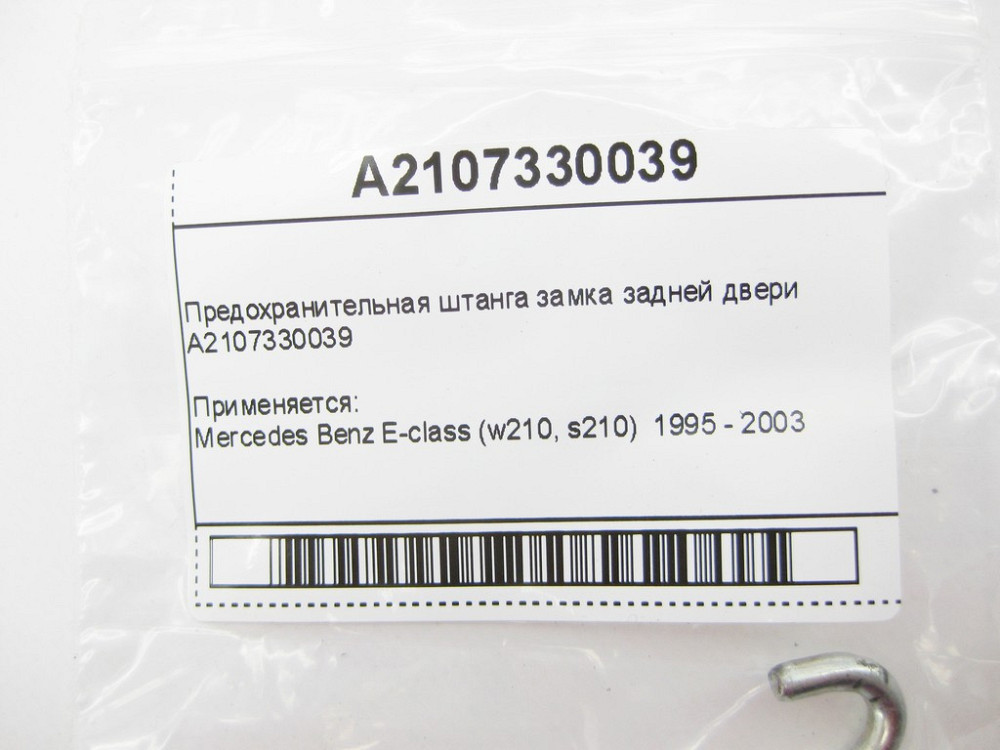 A2107330039
Предохранительная штанга замка задней двери
A2107330039
Применяется:
Mercedes Benz E-class (w210, s210) 1995 - 2003